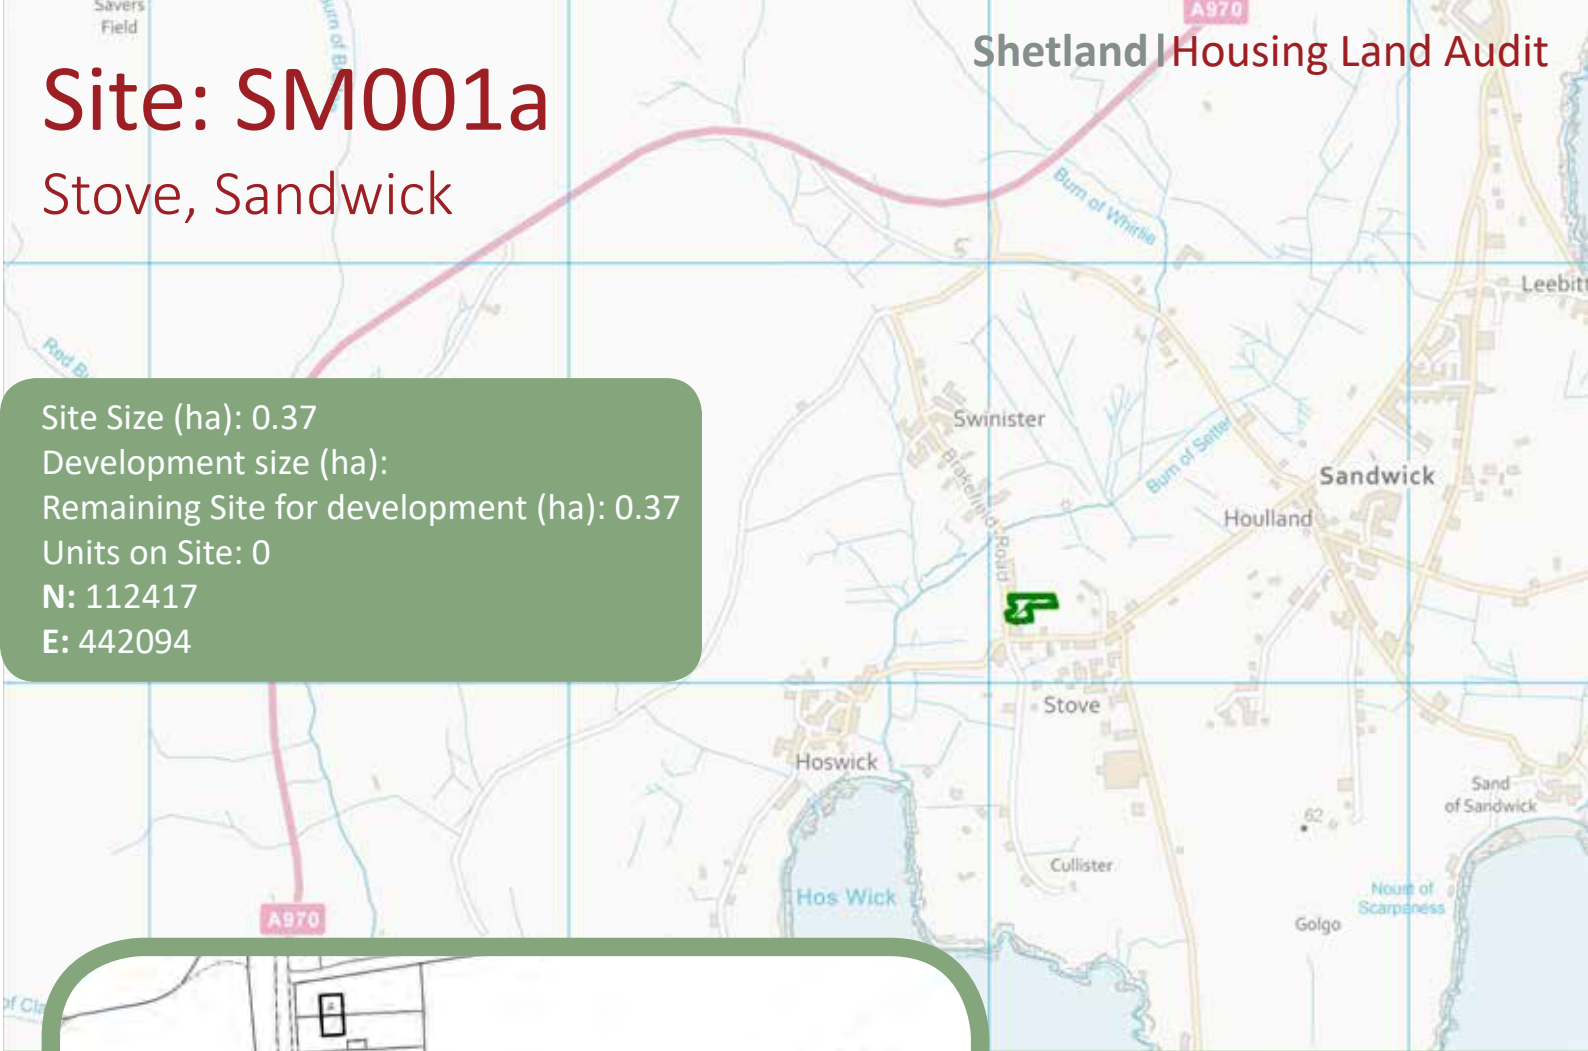 Savers
Field
A970
Shetland|Housing Land Audit
Site: SM001a
Stove, Sandwick
Burn of Whirlie
Leebitt
Site Size (ha): 0.37
Development size (ha):
Remaining Site for development (ha): 0.37
Units on Site: 0
N: 112417
E: 442094
Swinister
Brakefield Road
Burn of Setter
Sandwick
Houlland
Stove
Hoswick
Sand
of Sandwick
62
Cullister
Hos Wick
Noust of
Scarpaness
Golgo
A970